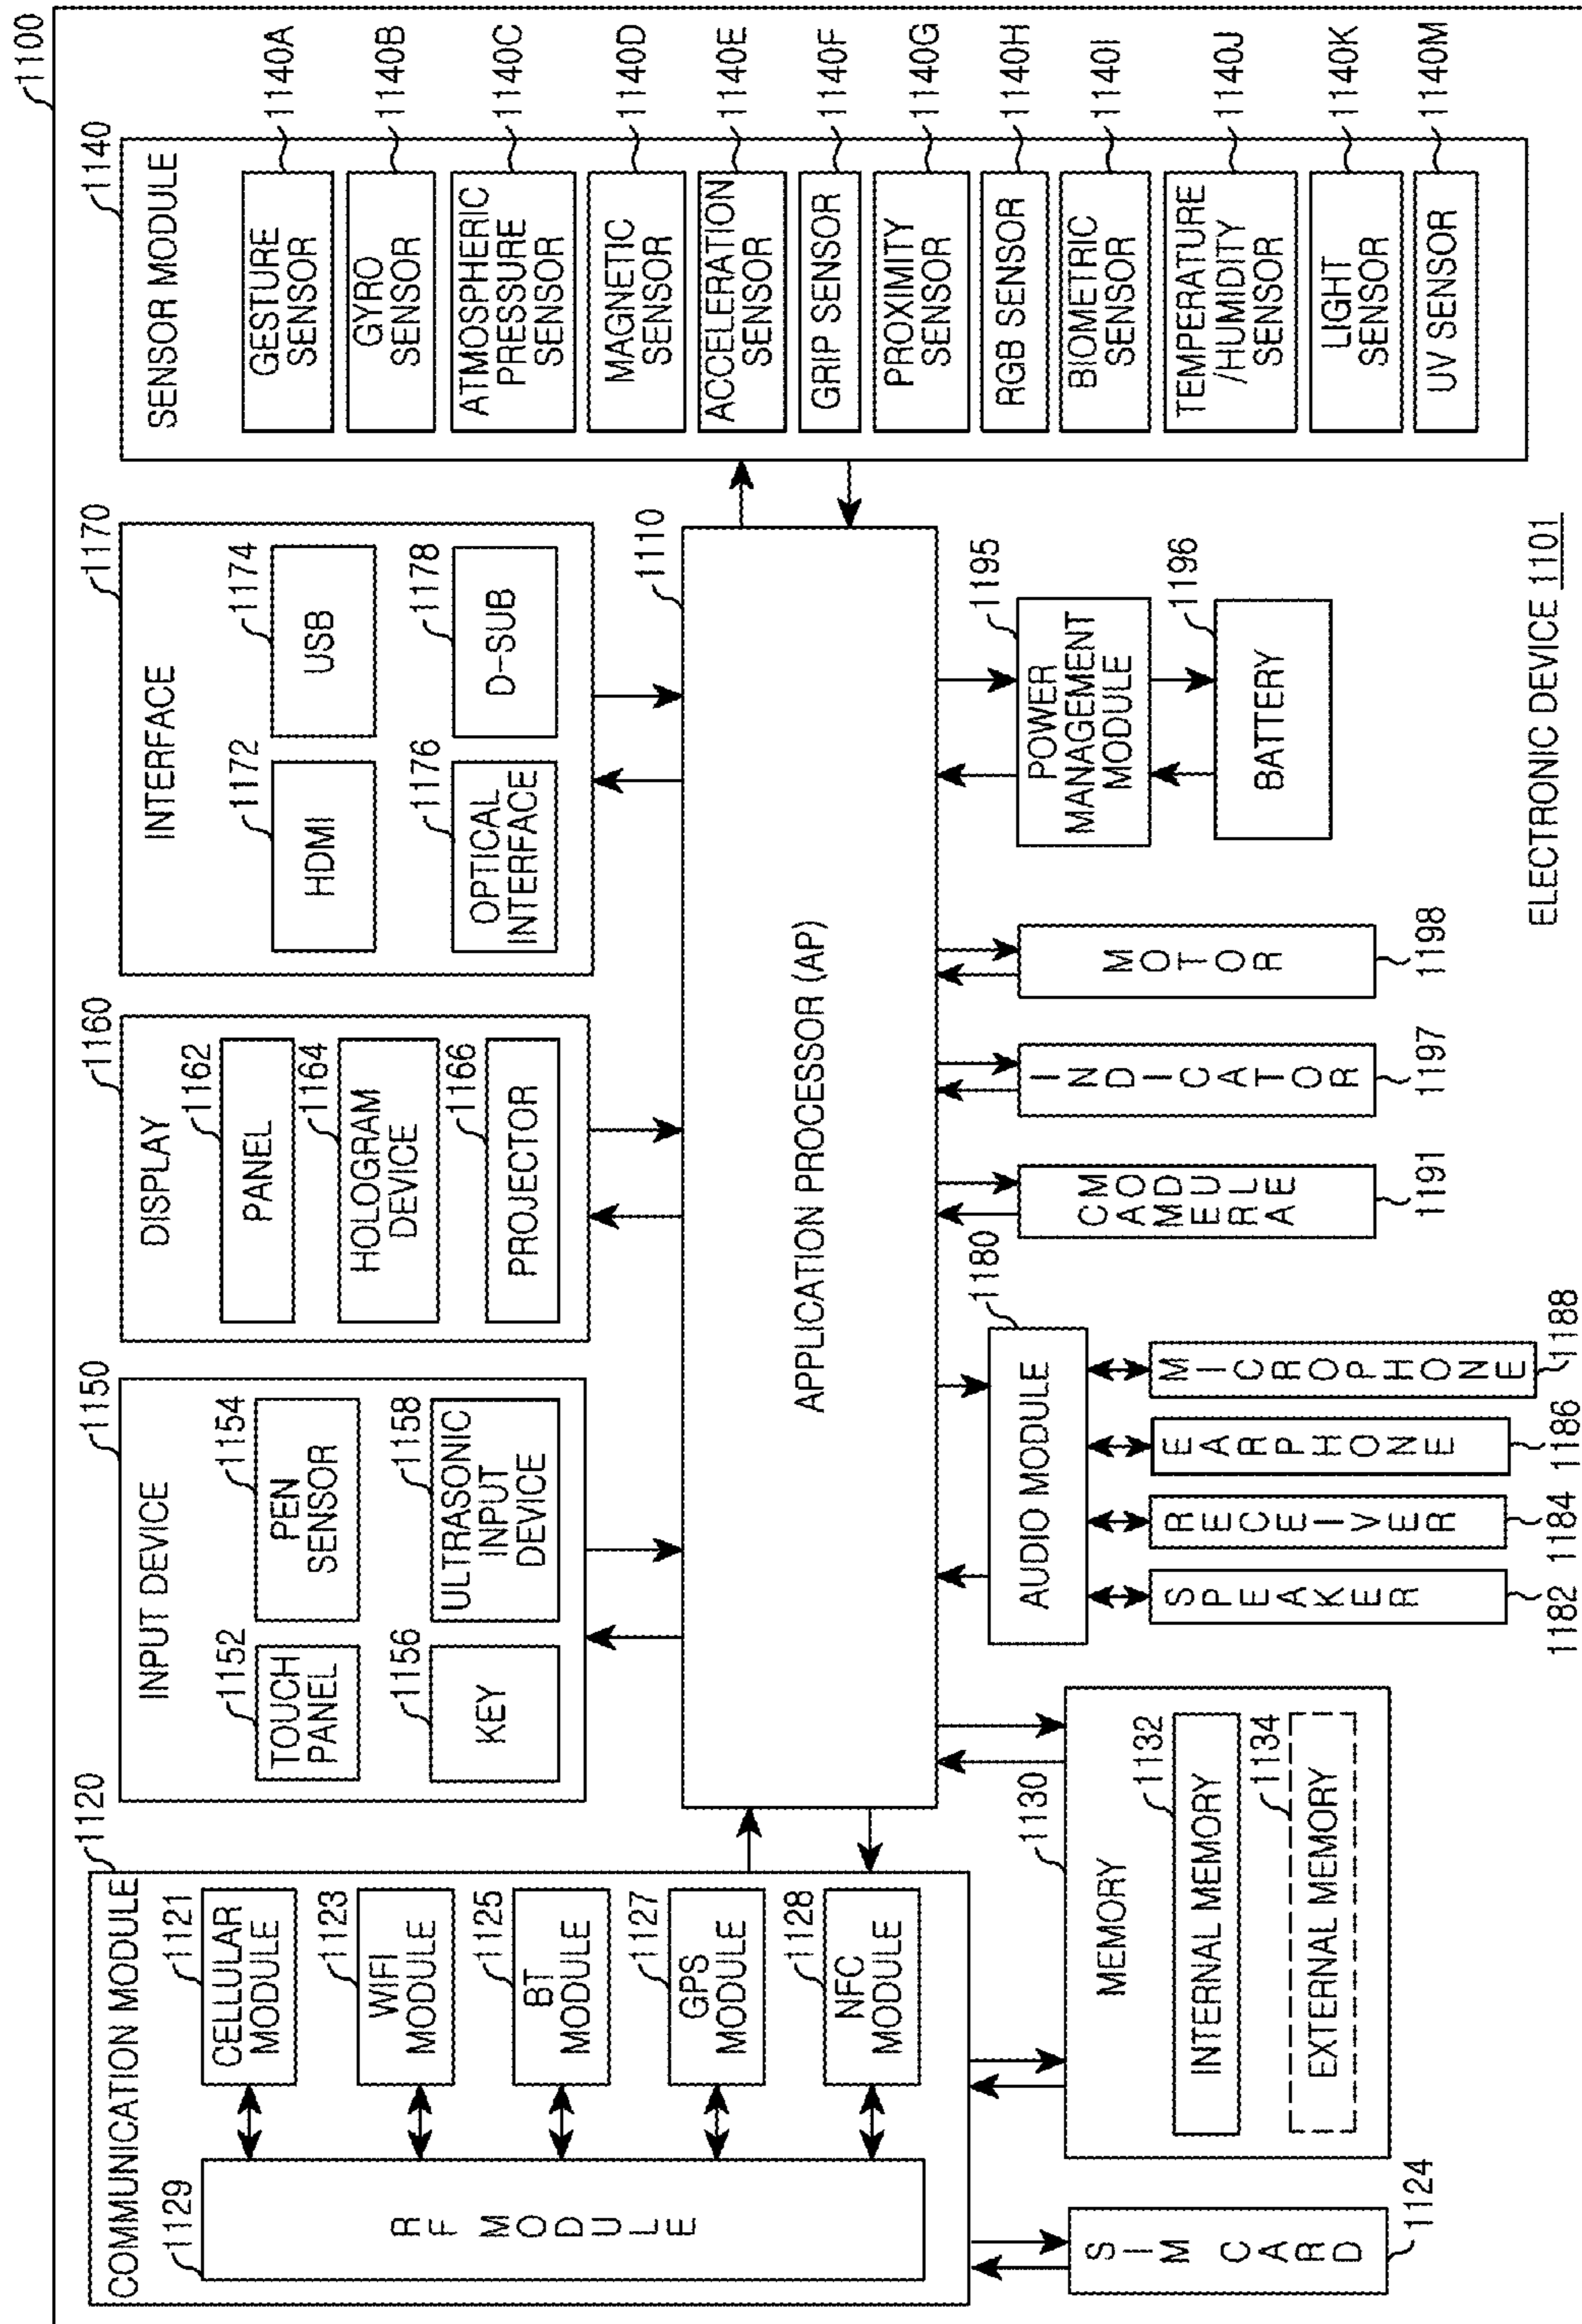 1100
COMMUNICATION MODULE
1120
1129
RF MODULE
1121
CELLULAR
MODULE
1123
WIFI
MODULE
1125
BT
MODULE
1127
GPS
MODULE
1128
NFC
MODULE
INPUT DEVICE
1150
1152
TOUCH
PANEL
1154
PEN
SENSOR
1156
KEY
1158
ULTRASONIC
INPUT
DEVICE
DISPLAY
1160
1162
PANEL
1164
HOLOGRAM
DEVICE
1166
PROJECTOR
INTERFACE
1170
1172
HDMI
1174
USB
1176
OPTICAL
INTERFACE
1178
D-SUB
SENSOR MODULE
1140
GESTURE
SENSOR
1140A
GYRO
SENSOR
1140B
ATMOSPHERIC
PRESSURE
SENSOR
1140C
MAGNETIC
SENSOR
1140D
ACCELERATION
SENSOR
1140E
GRIP SENSOR
1140F
PROXIMITY
SENSOR
1140G
RGB SENSOR
1140H
BIOMETRIC
SENSOR
1140I
TEMPERATURE
/HUMIDITY
SENSOR
1140J
LIGHT
SENSOR
1140K
UV SENSOR
1140M
APPLICATION PROCESSOR (AP)
1110
SIM CARD
1124
1130
MEMORY
1132
INTERNAL MEMORY
1134
EXTERNAL MEMORY
1180
AUDIO MODULE
SPEAKER
1182
RECEIVER
1184
EARPHONE
1186
MICROPHONE
1188
CAMERA
MODULE
1191
INDICATOR
1197
MOTOR
1198
1195
POWER
MANAGEMENT
MODULE
1196
BATTERY
ELECTRONIC DEVICE 1101